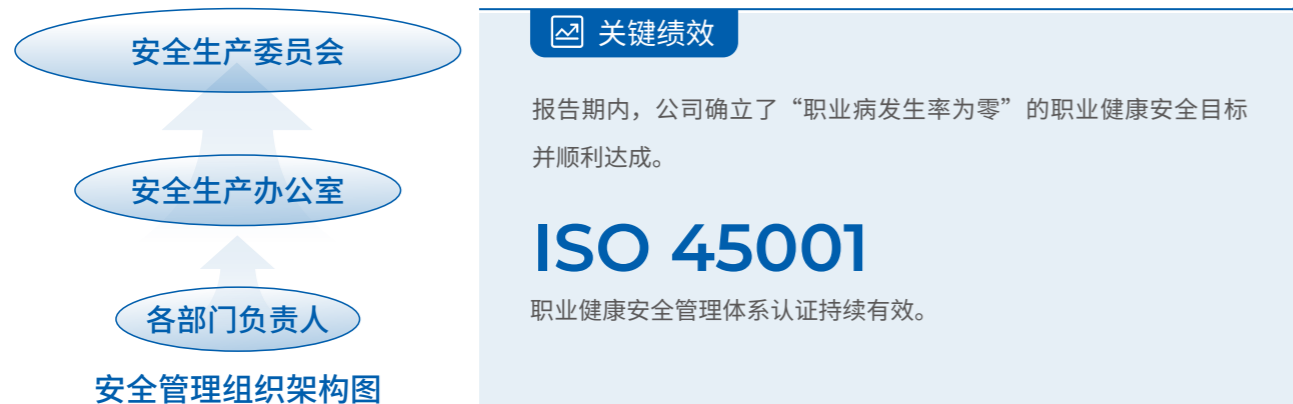 安全生产委员会
安全生产办公室
各部门负责人
安全管理组织架构图
关键绩效
报告期内，公司确立了“职业病发生率为零”的职业健康安全目标
并顺利达成。
ISO 45001
职业健康安全管理体系认证持续有效。